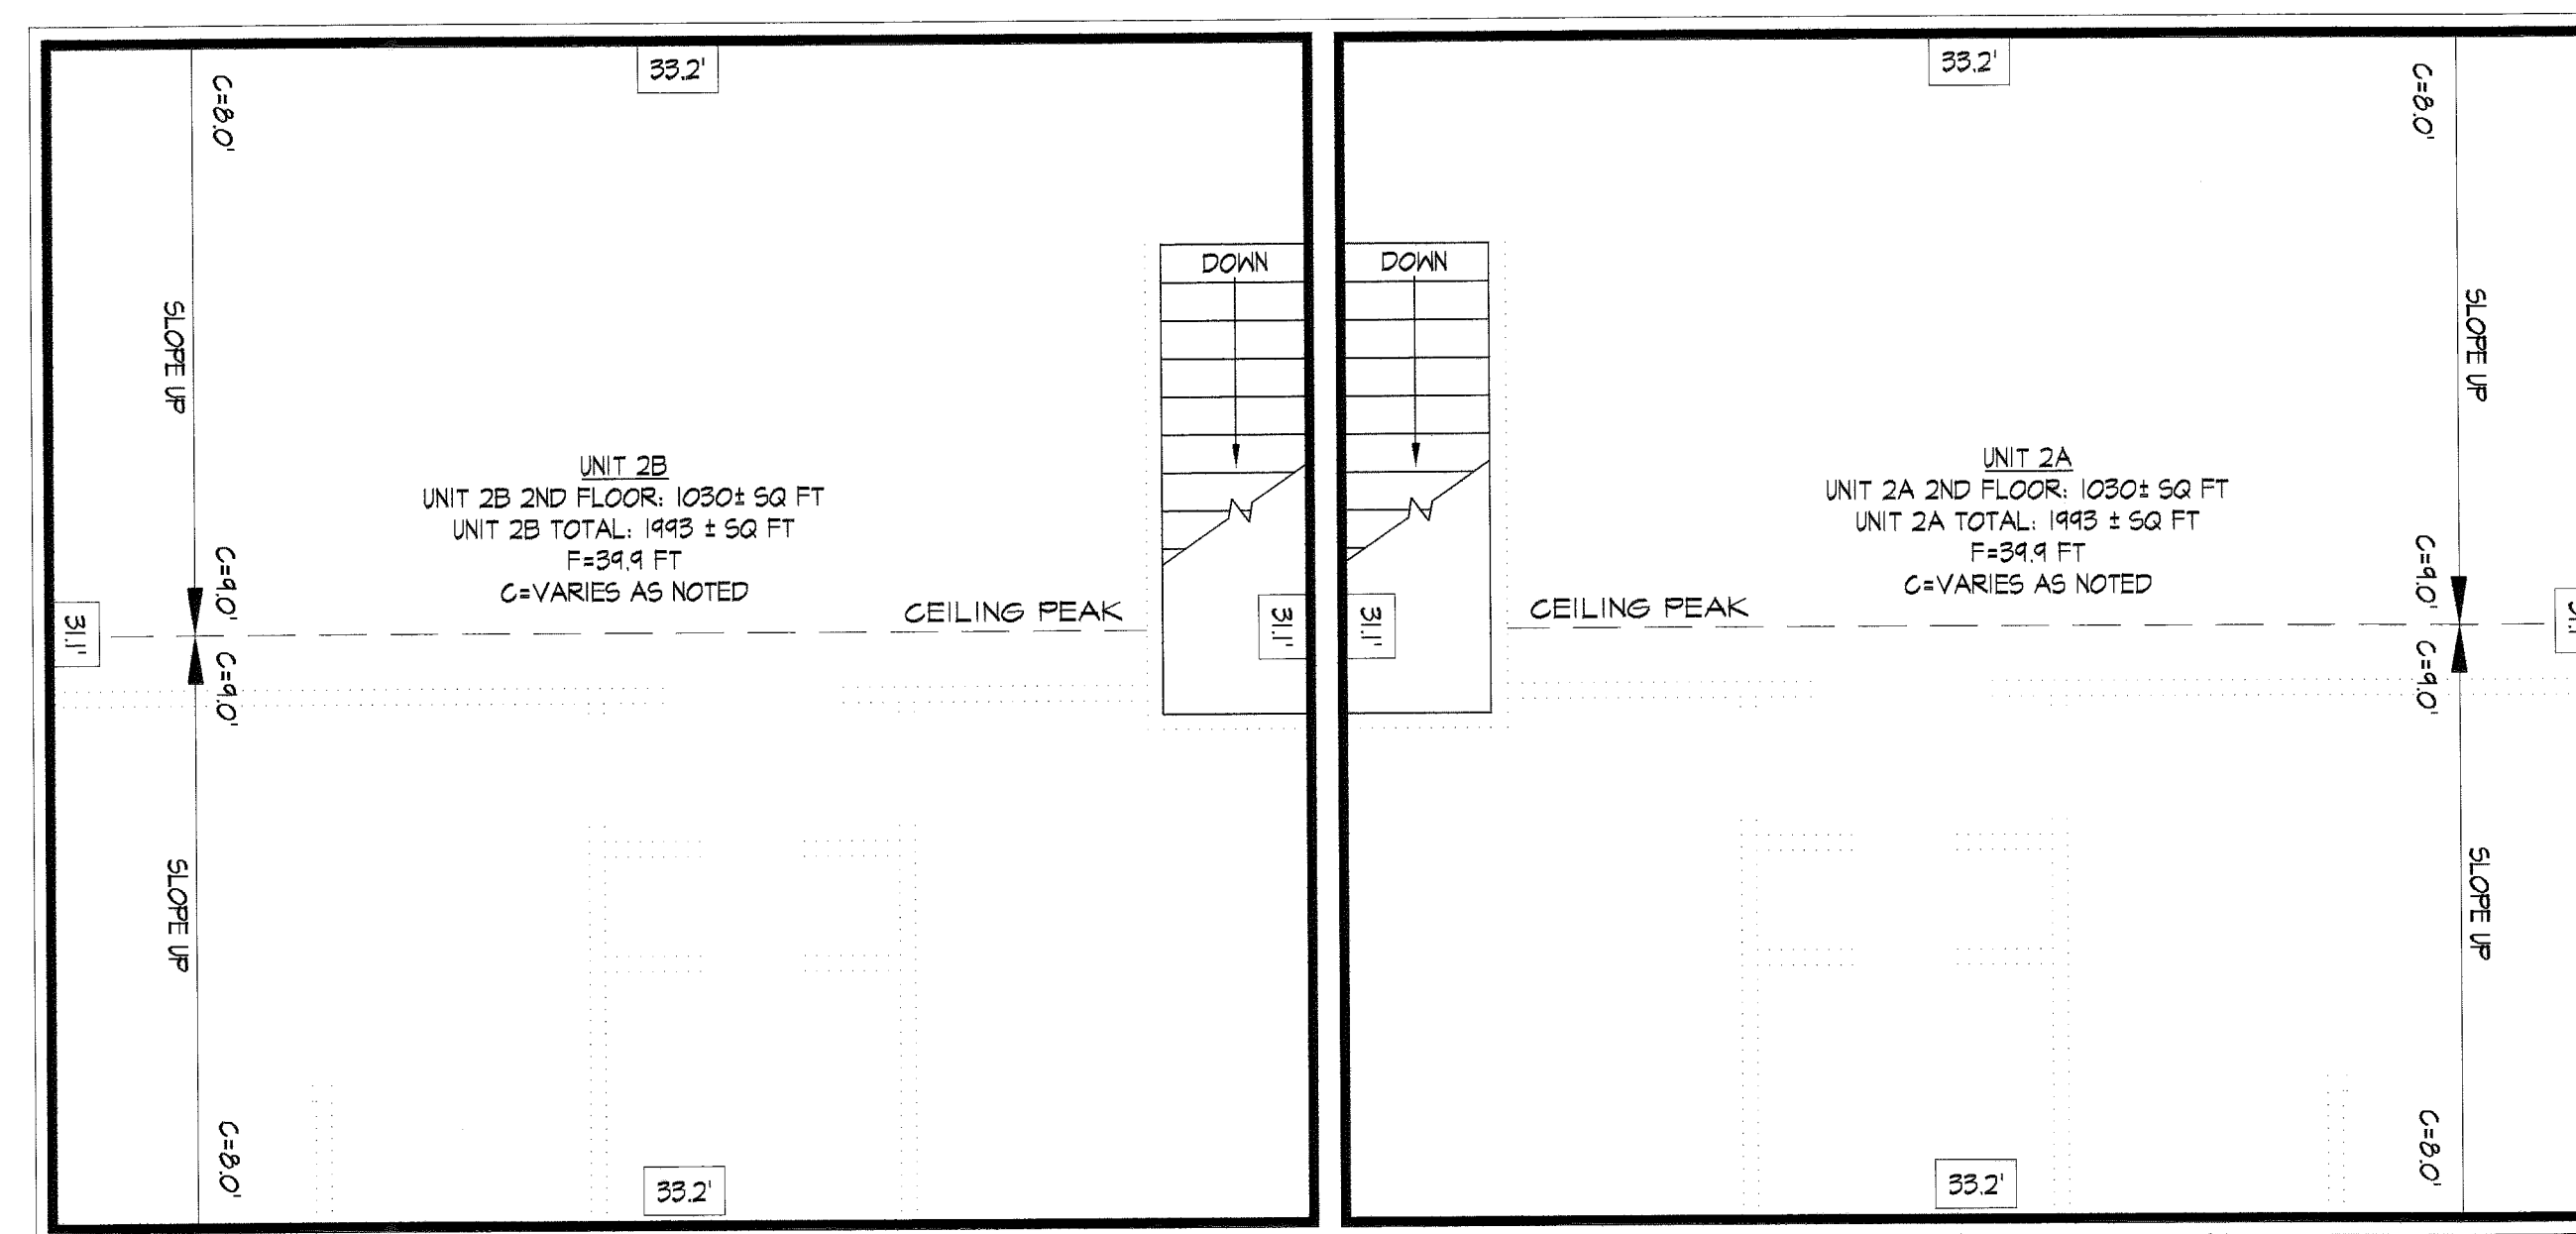 33.2'
C=8.0'
SLOPE UP
DOWN
UNIT 2B
UNIT 2B 2ND FLOOR: 1030± SQ FT
UNIT 2B TOTAL: 1993 ± SQ FT
F=39.9 FT
C=VARIES AS NOTED
C=9.0'
CEILING PEAK
31.1'
31.1'
C=9.0'
SLOPE UP
C=8.0'
33.2'
33.2'
C=8.0'
SLOPE UP
DOWN
UNIT 2A
UNIT 2A 2ND FLOOR: 1030± SQ FT
UNIT 2A TOTAL: 1993 ± SQ FT
F=39.9 FT
C=VARIES AS NOTED
C=9.0'
CEILING PEAK
31.1'
C=9.0'
SLOPE UP
C=8.0'
33.2'